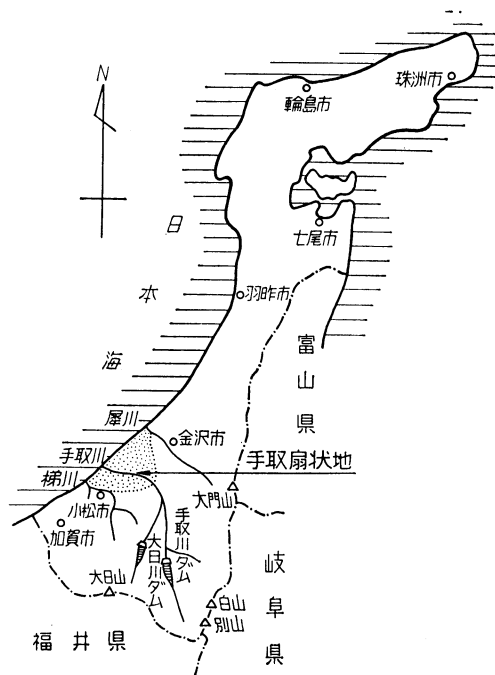 N
珠洲市
輪島市
七尾市
日本海
羽咋市
富山県
犀川
金沢市
手取川
手取扇状地
梯川
小松市
大門山
加賀市
手取川ダム
大日川ダム
大日山
岐阜県
白山
別山
福井県